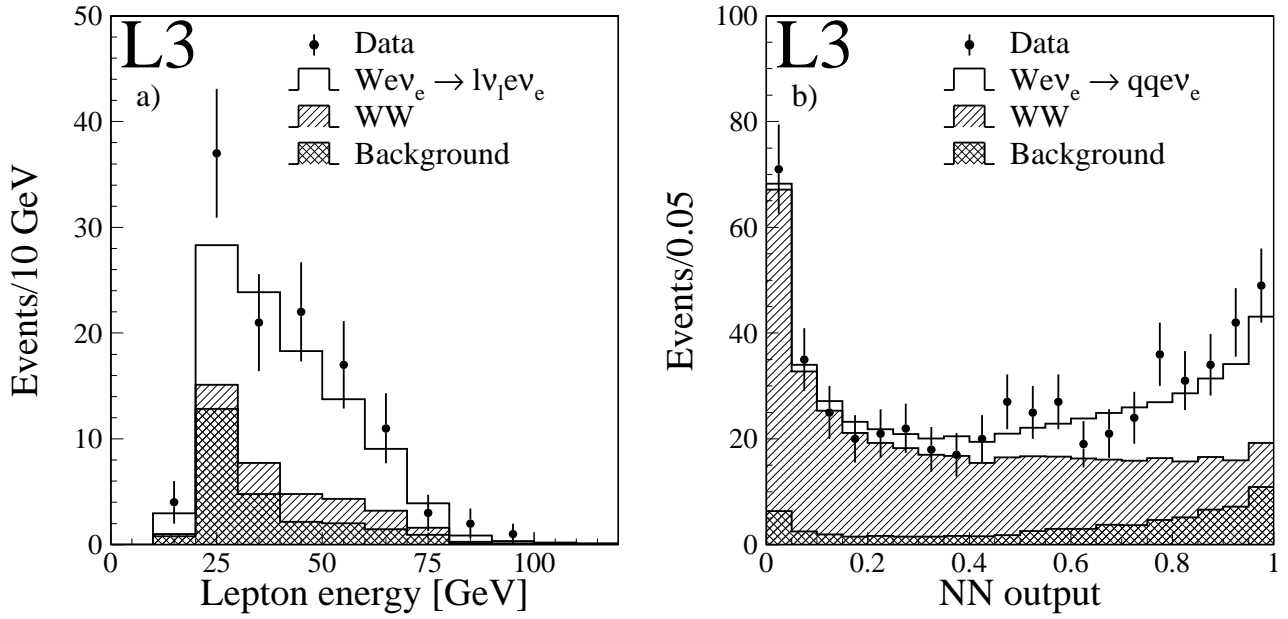 L3
a)
Data
Weνe → lνleνe
WW
Background
Events/10 GeV
50
40
30
20
10
0
0
25
50
75
100
Lepton energy [GeV]
L3
b)
Data
Weνe → qqeνe
WW
Background
Events/0.05
100
80
60
40
20
0
0
0.2
0.4
0.6
0.8
1
NN output